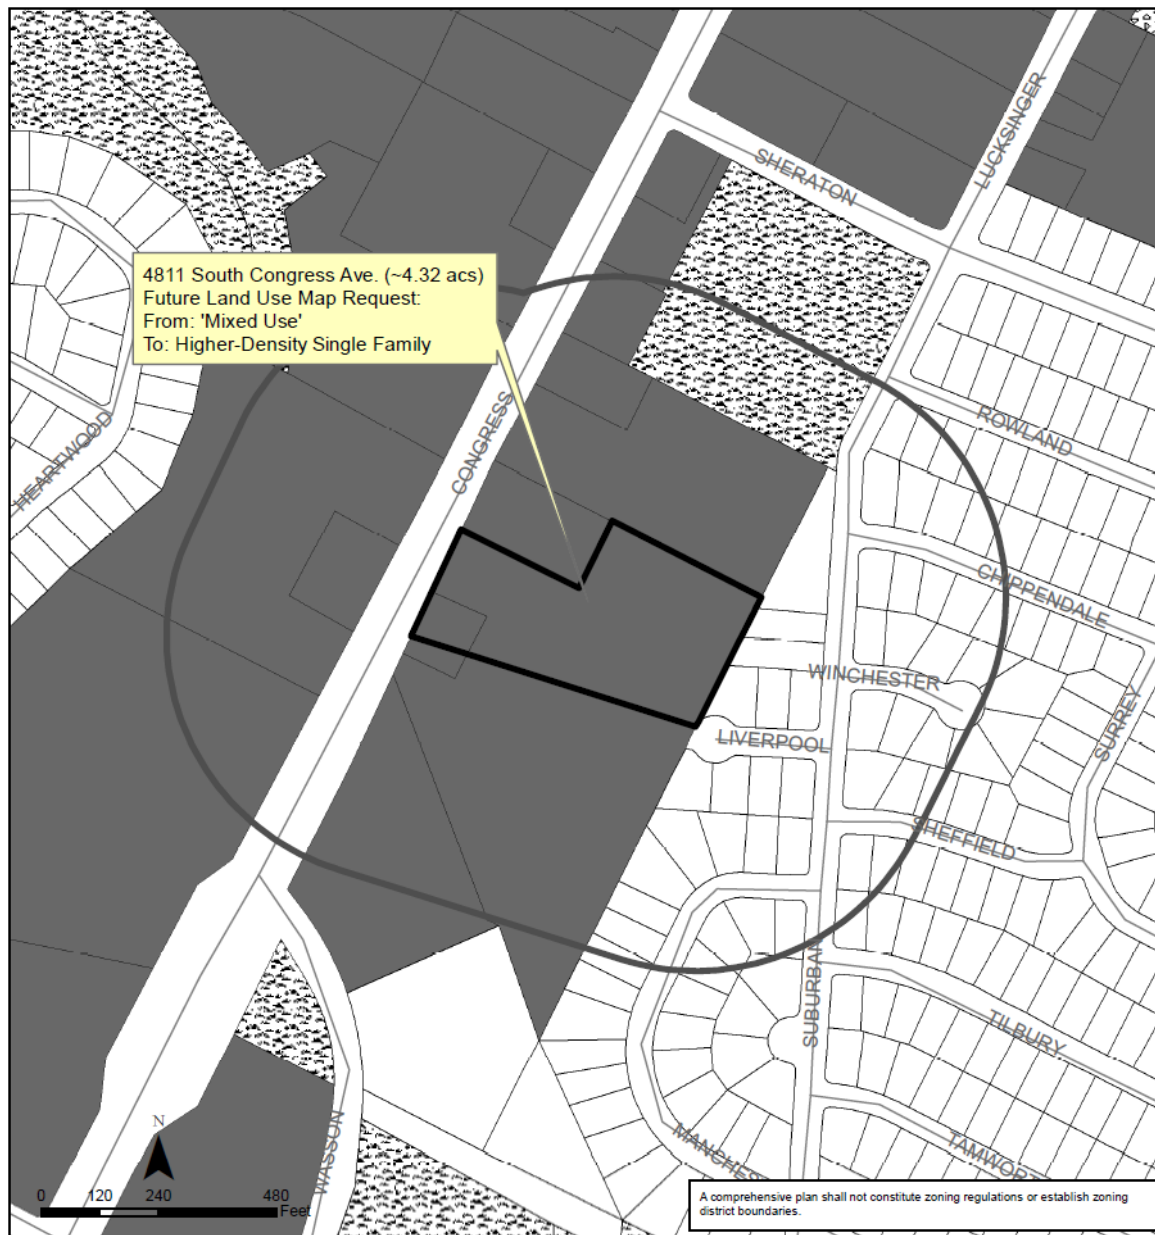 LUCKSINGER
SHERATON
4811 South Congress Ave. (~4.32 acs)
Future Land Use Map Request:
From: 'Mixed Use'
To: Higher-Density Single Family
CONGRESS
HEARTWOOD
ROWLAND
CHIPPENDALE
WINCHESTER
SURREY
LIVERPOOL
SHEFFIELD
SUBURBAN
TILBURY
WASSON
MANCHES
TAMWORT
N
0 120 240 480
Feet
A comprehensive plan shall not constitute zoning regulations or establish zoning
district boundaries.